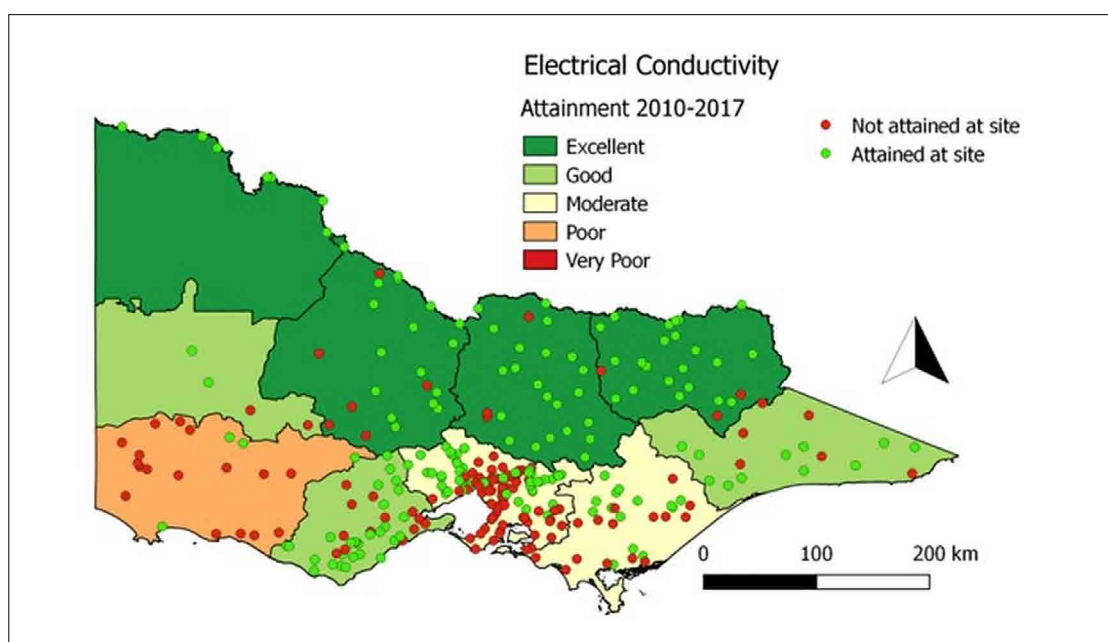 Electrical Conductivity
Attainment 2010-2017
Excellent
Good
Moderate
Poor
Very Poor
Not attained at site
Attained at site
0 100 200 km